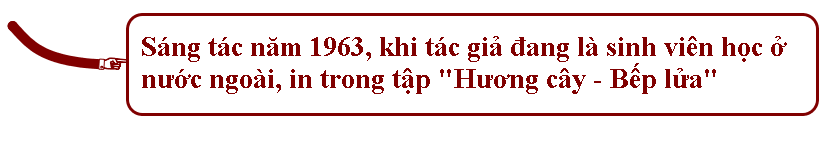 Sáng tác năm 1963, khi tác giả đang là sinh viên học ở
nước ngoài, in trong tập "Hương cây - Bếp lửa"